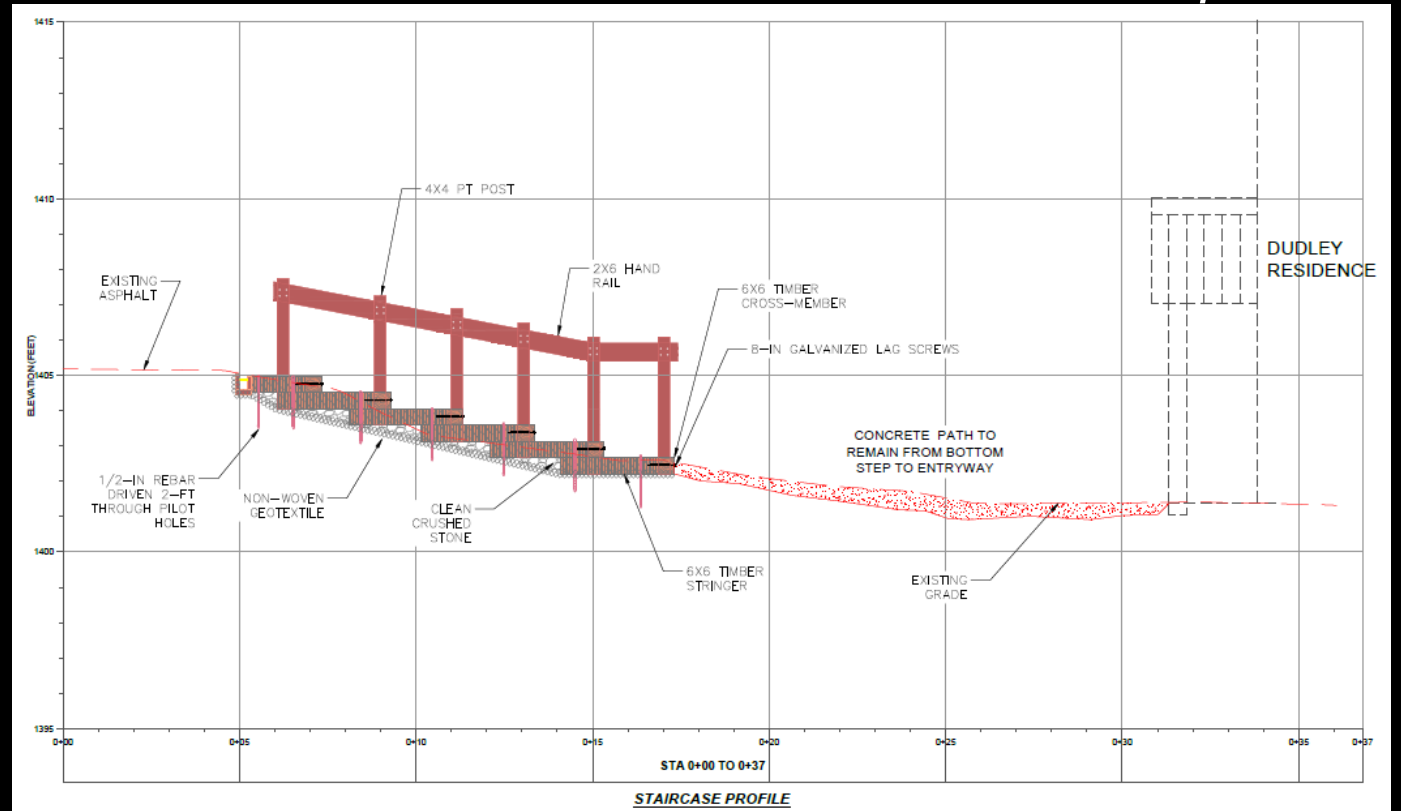 1415
1410
1405
1400
1395
ELEVATION (FEET)
4X4 PT POST
EXISTING
ASPHALT
2X6 HAND
RAIL
6X6 TIMBER
CROSS-MEMBER
8-IN GALVANIZED LAG SCREWS
DUDLEY
RESIDENCE
CONCRETE PATH TO
REMAIN FROM BOTTOM
STEP TO ENTRYWAY
1/2-IN REBAR
DRIVEN 2-FT
THROUGH PILOT
HOLES
NON-WOVEN
GEOTEXTILE
CLEAN
CRUSHED
STONE
6X6 TIMBER
STRINGER
EXISTING
GRADE
0+00
0+05
0+10
0+15
0+20
0+25
0+30
0+35
0+37
STA 0+00 TO 0+37
STAIRCASE PROFILE